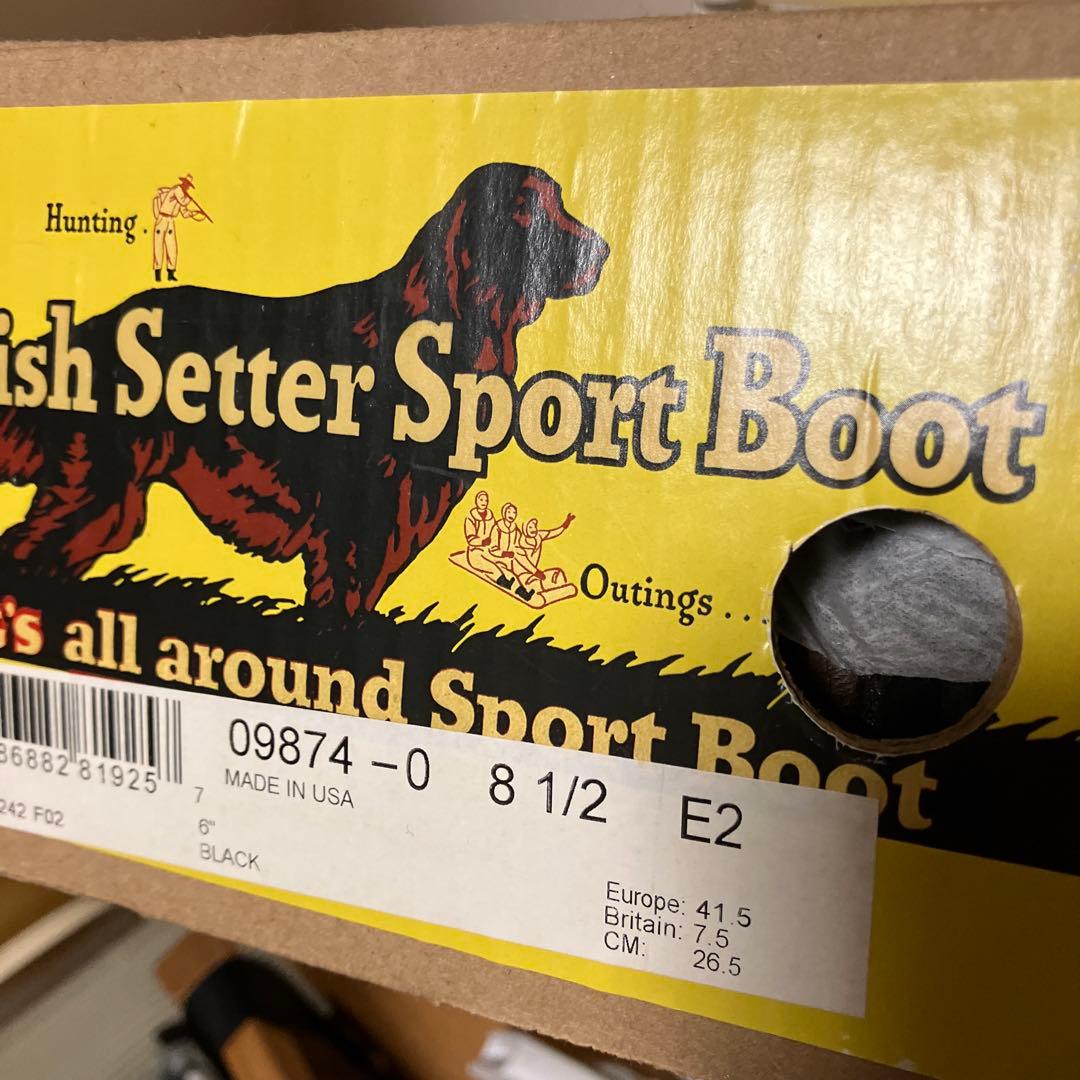 Hunting .
ish Setter Sport Boot
Outings . . .
t's all around Sport Boot
09874 – 0 8 1/2 E2
MADE IN USA
86882 81925 7
242 F02
6"
BLACK
Europe: 41.5
Britain: 7.5
CM: 26.5